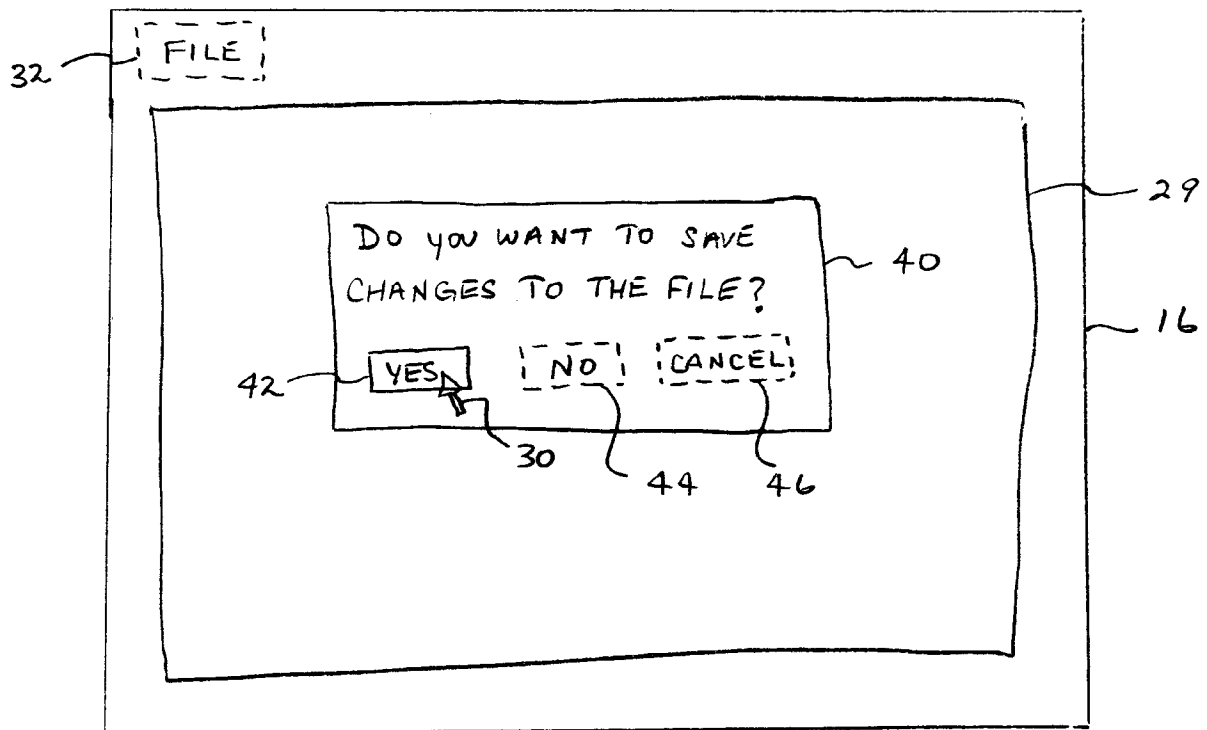 FILE
32
29
DO YOU WANT TO SAVE
CHANGES TO THE FILE?
40
16
42
YES
NO
CANCEL
30
44
46